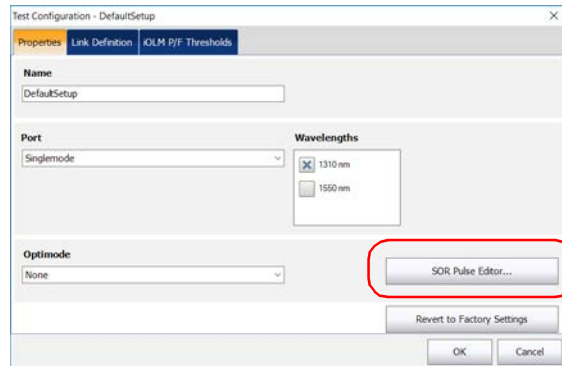 Test Configuration - DefaultSetup
Properties Link Definition iOLM P/F Thresholds
Name
DefaultSetup
Port
Wavelengths
Singlemode
1310 nm
1550 nm
Optimode
None
SOR Pulse Editor...
Revert to Factory Settings
OK Cancel